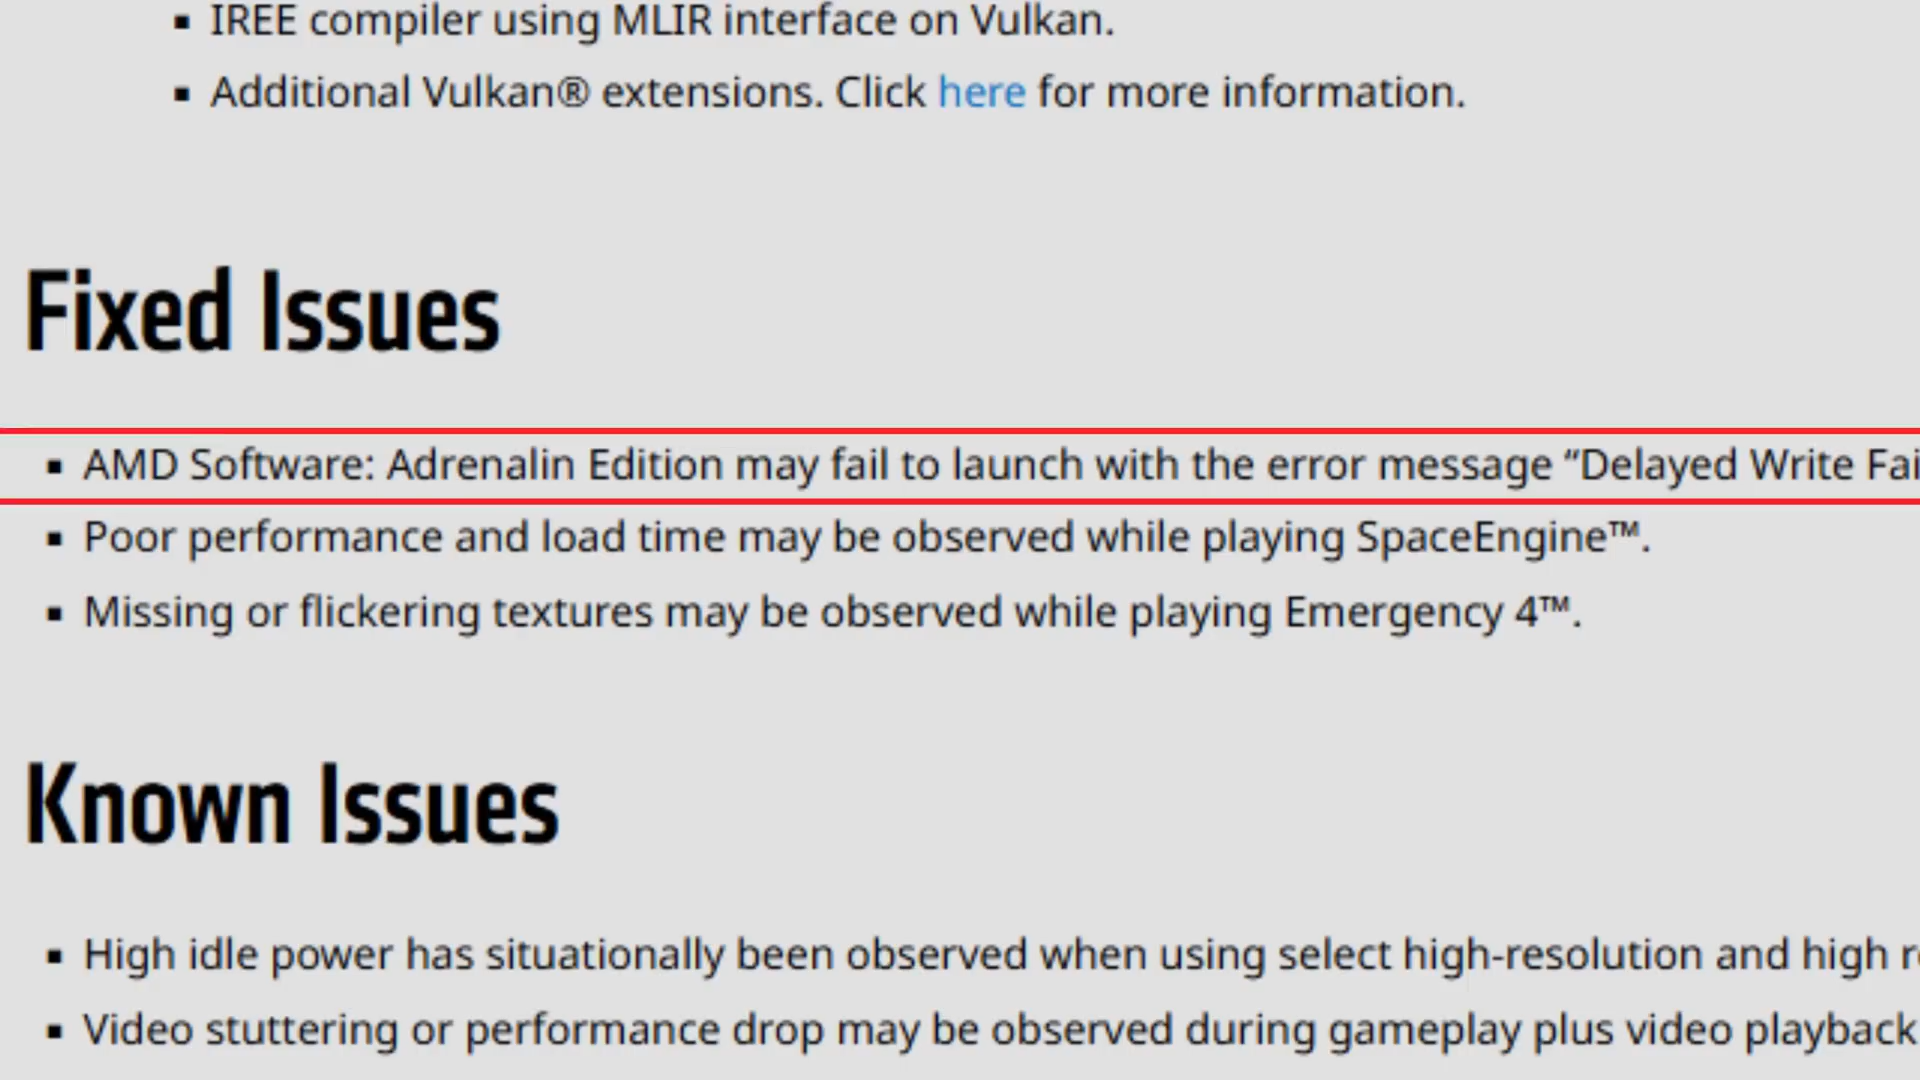 ▪ IREE compiler using MLIR interface on Vulkan.
▪ Additional Vulkan® extensions. Click here for more information.
Fixed Issues
▪ AMD Software: Adrenalin Edition may fail to launch with the error message “Delayed Write Fai
▪ Poor performance and load time may be observed while playing SpaceEngine™.
▪ Missing or flickering textures may be observed while playing Emergency 4™.
Known Issues
▪ High idle power has situationally been observed when using select high-resolution and high r
▪ Video stuttering or performance drop may be observed during gameplay plus video playback